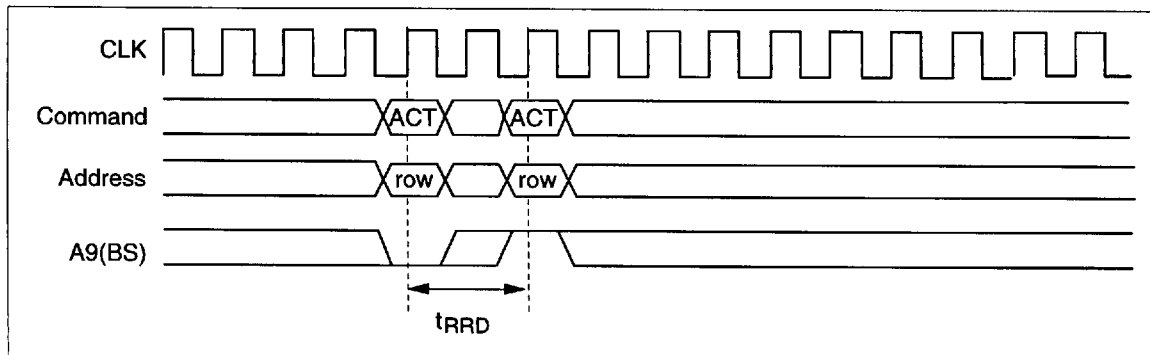 CLK
Command ACT ACT
Address row row
A9(BS)
tRRD